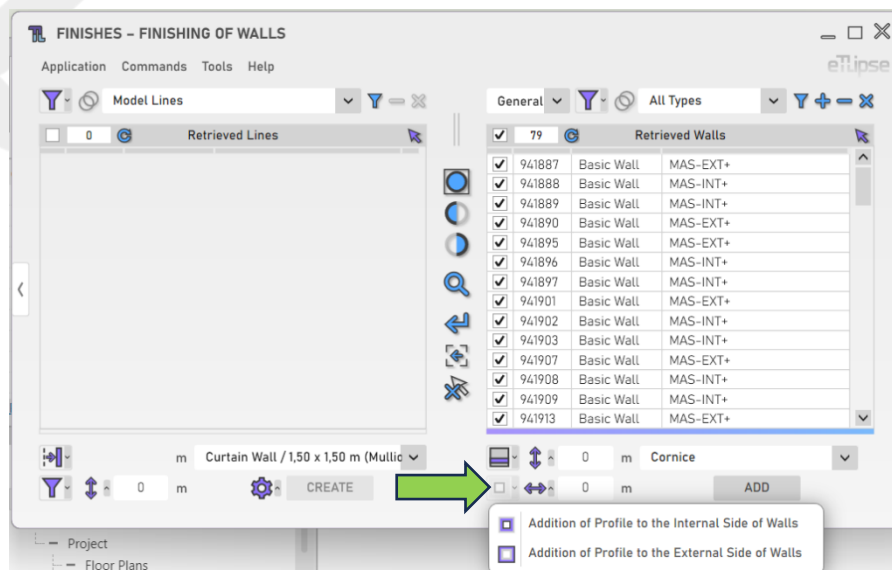 FINISHES – FINISHING OF WALLS
Application Commands Tools Help
eTLipse
Model Lines
General All Types
0 Retrieved Lines
79 Retrieved Walls
941887 Basic Wall MAS-EXT+
941888 Basic Wall MAS-INT+
941889 Basic Wall MAS-INT+
941890 Basic Wall MAS-EXT+
941895 Basic Wall MAS-EXT+
941896 Basic Wall MAS-INT+
941897 Basic Wall MAS-INT+
941901 Basic Wall MAS-EXT+
941902 Basic Wall MAS-INT+
941903 Basic Wall MAS-INT+
941907 Basic Wall MAS-EXT+
941908 Basic Wall MAS-INT+
941909 Basic Wall MAS-INT+
941913 Basic Wall MAS-EXT+
m Curtain Wall / 1,50 x 1,50 m (Mullic
0 m Cornice
0 m CREATE
0 m ADD
Addition of Profile to the Internal Side of Walls
Addition of Profile to the External Side of Walls
Project
Floor Plans